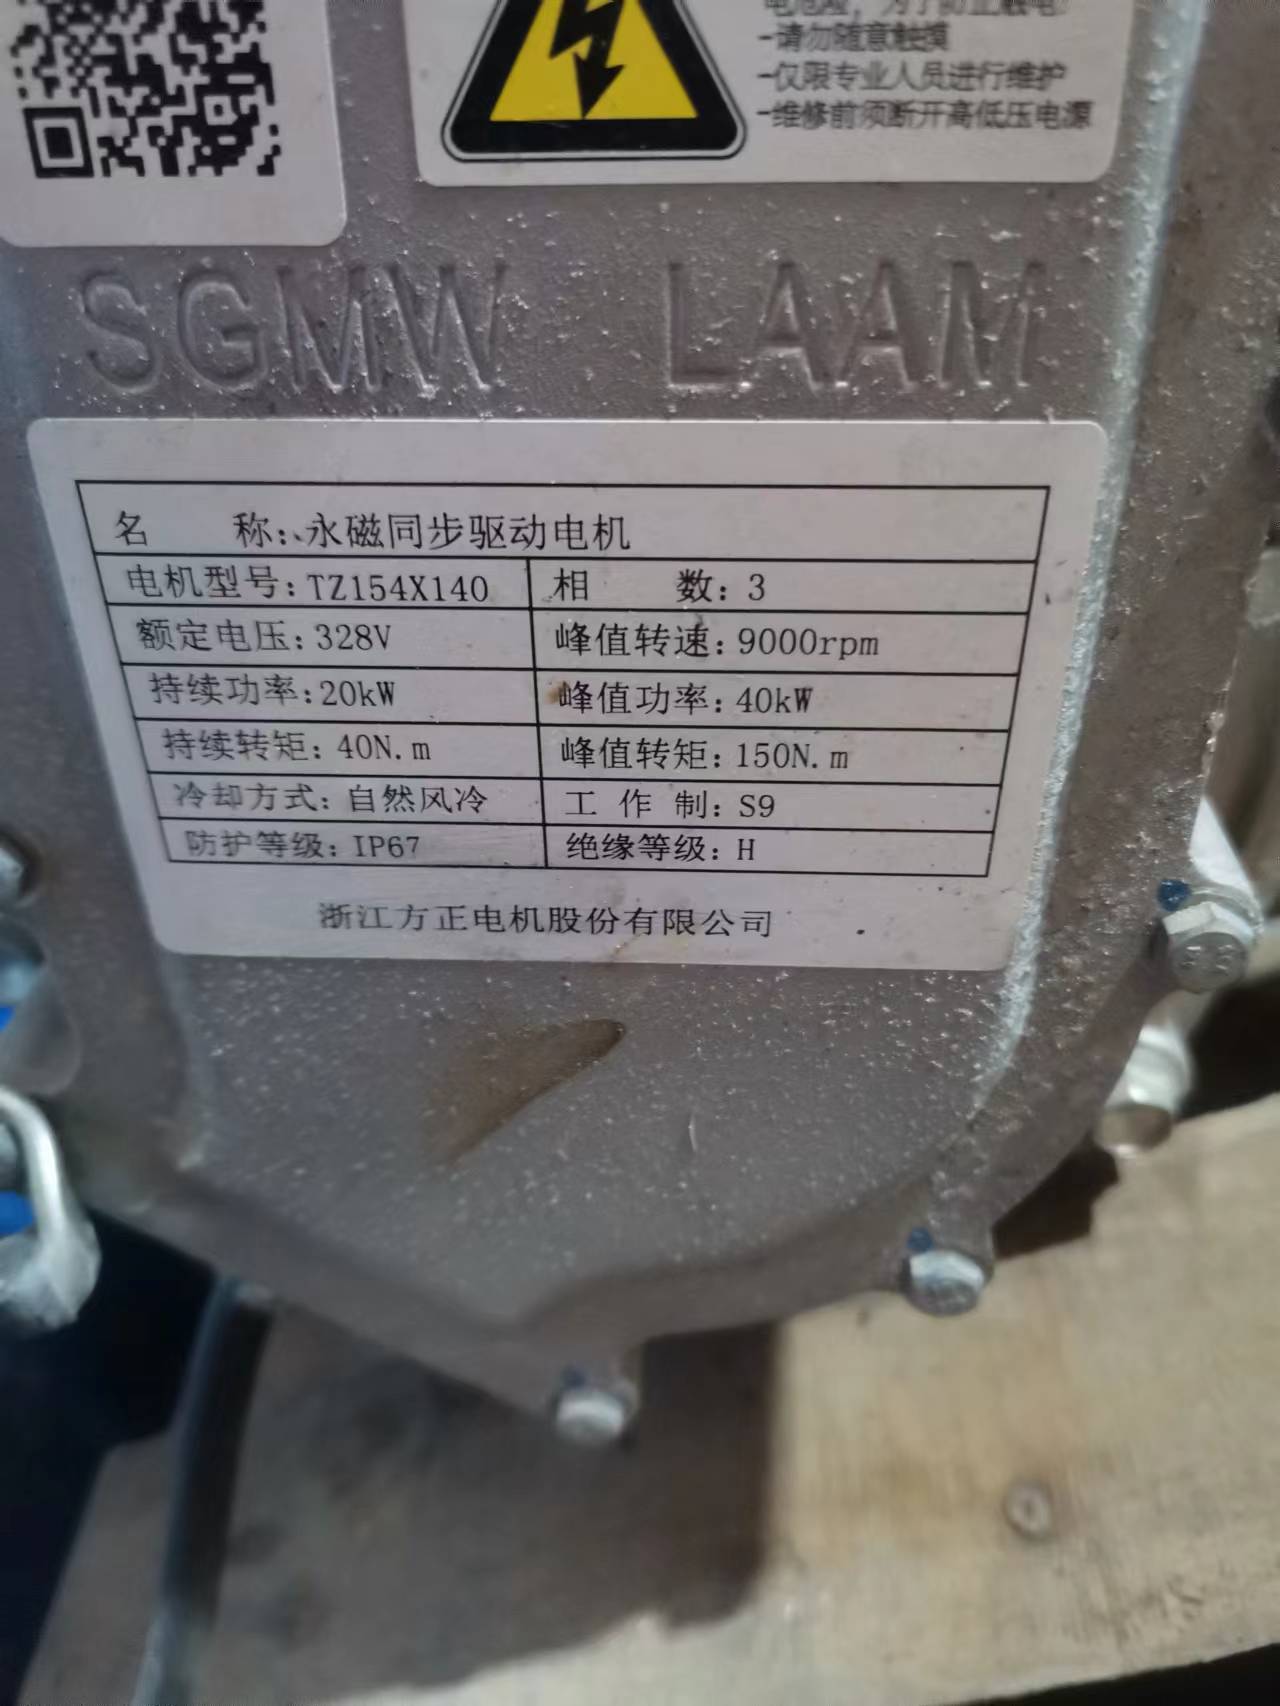 -请勿随意触摸
-仅限专业人员进行维护
-维修前须断开高低压电源
SGMW LAAM
名 称: 永磁同步驱动电机
电机型号: TZ154X140 相 数: 3
额定电压: 328V 峰值转速: 9000rpm
持续功率: 20kW 峰值功率: 40kW
持续转矩: 40N.m 峰值转矩: 150N.m
冷却方式: 自然风冷 工 作 制: S9
防护等级: IP67 绝缘等级: H
浙江方正电机股份有限公司